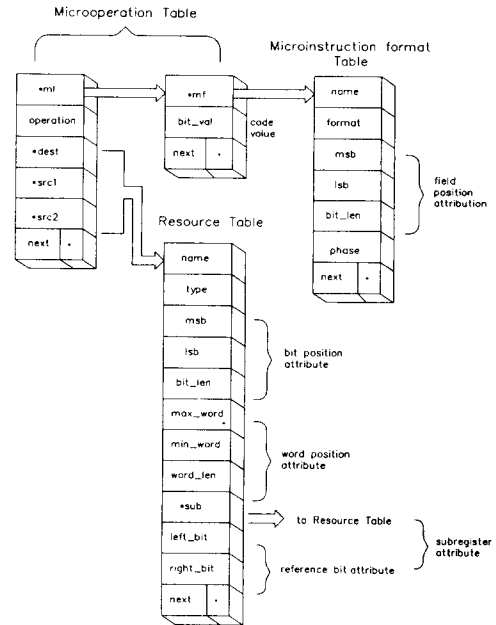 Microoperation Table
*mi
operation
*dest
*src1
*src2
next *
*mf
bit_val
next *
code
value
Microinstruction format
Table
name
format
msb
lsb
bit_len
phase
next *
field
position
attribution
Resource Table
name
type
msb
lsb
bit_len
max_word
min_word
word_len
*sub
left_bit
right_bit
next *
bit position
attribute
word position
attribute
to Resource Table
reference bit attribute
subregister
attribute